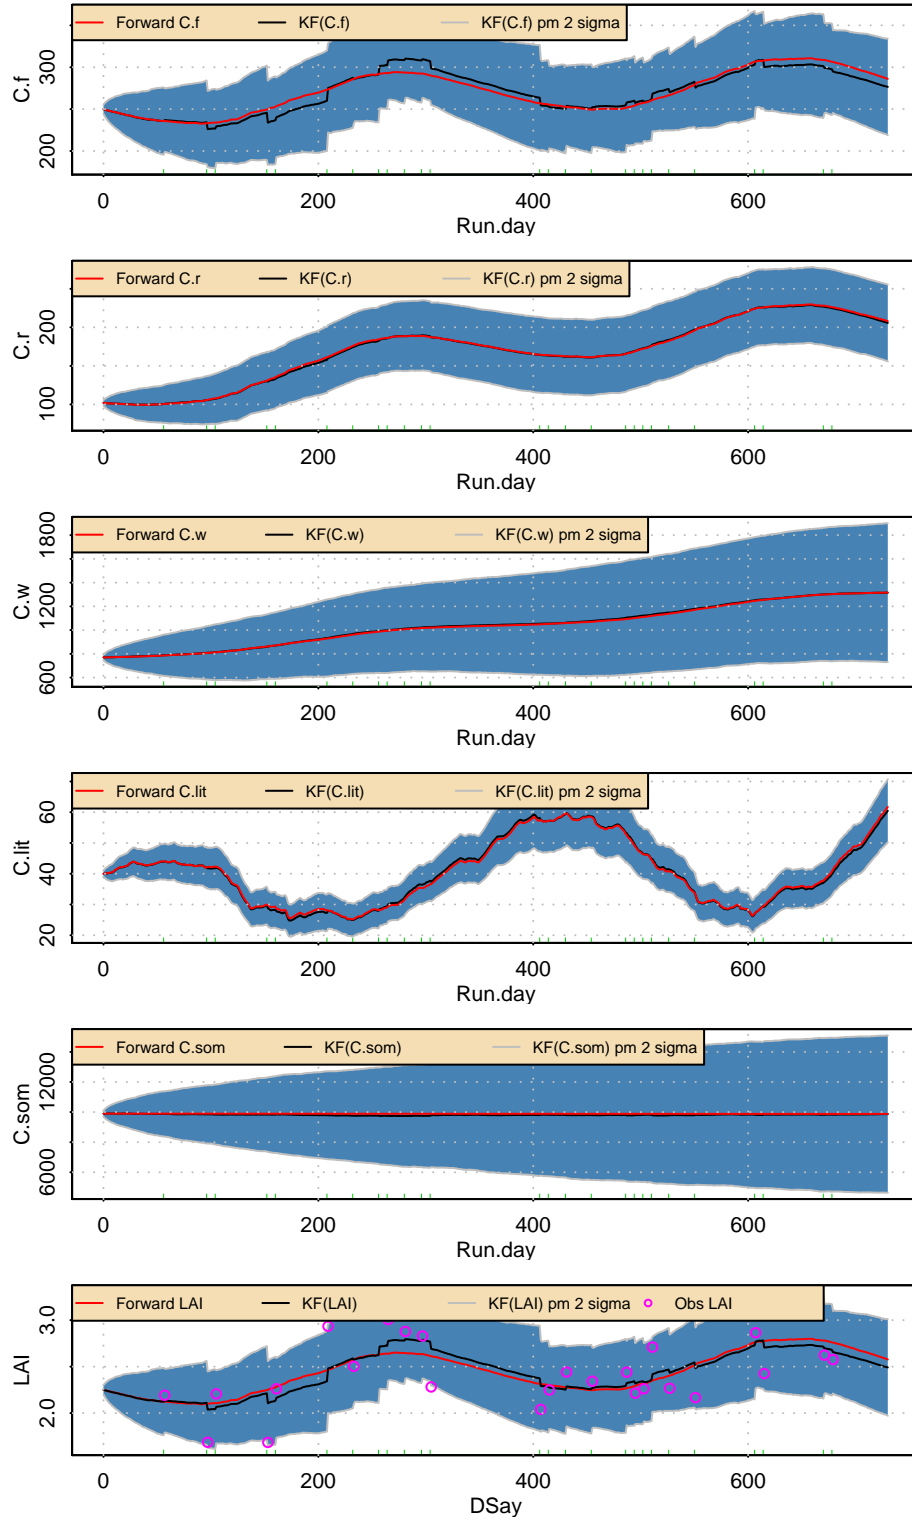 Forward C.f KF(C.f) KF(C.f) pm 2 sigma
C.f
200 300
0 200 400 600
Run.day
Forward C.r KF(C.r) KF(C.r) pm 2 sigma
C.r
100 200
0 200 400 600
Run.day
Forward C.w KF(C.w) KF(C.w) pm 2 sigma
C.w
600 1200 1800
0 200 400 600
Run.day
Forward C.lit KF(C.lit) KF(C.lit) pm 2 sigma
C.lit
20 40 60
0 200 400 600
Run.day
Forward C.som KF(C.som) KF(C.som) pm 2 sigma
C.som
6000 12000
0 200 400 600
Run.day
Forward LAI KF(LAI) KF(LAI) pm 2 sigma Obs LAI
LAI
2.0 3.0
0 200 400 600
DSay